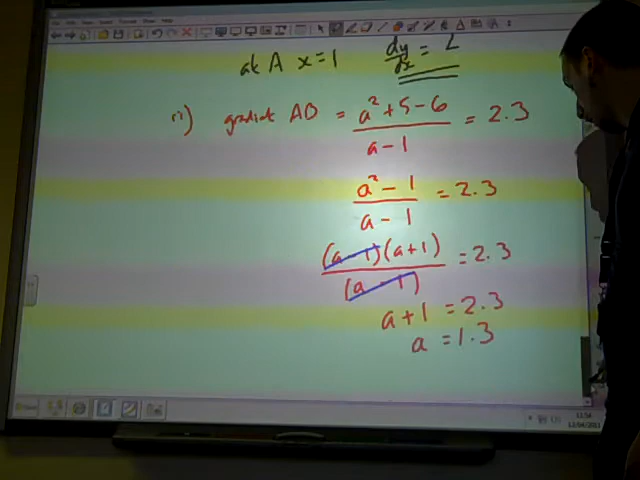 at A x = 1 dy/dx = 2
ii) gradient AD = (a² + 5 - 6)/(a - 1) = 2.3
(a² - 1)/(a - 1) = 2.3
(a - 1)(a + 1)/(a - 1) = 2.3
a + 1 = 2.3
a = 1.3